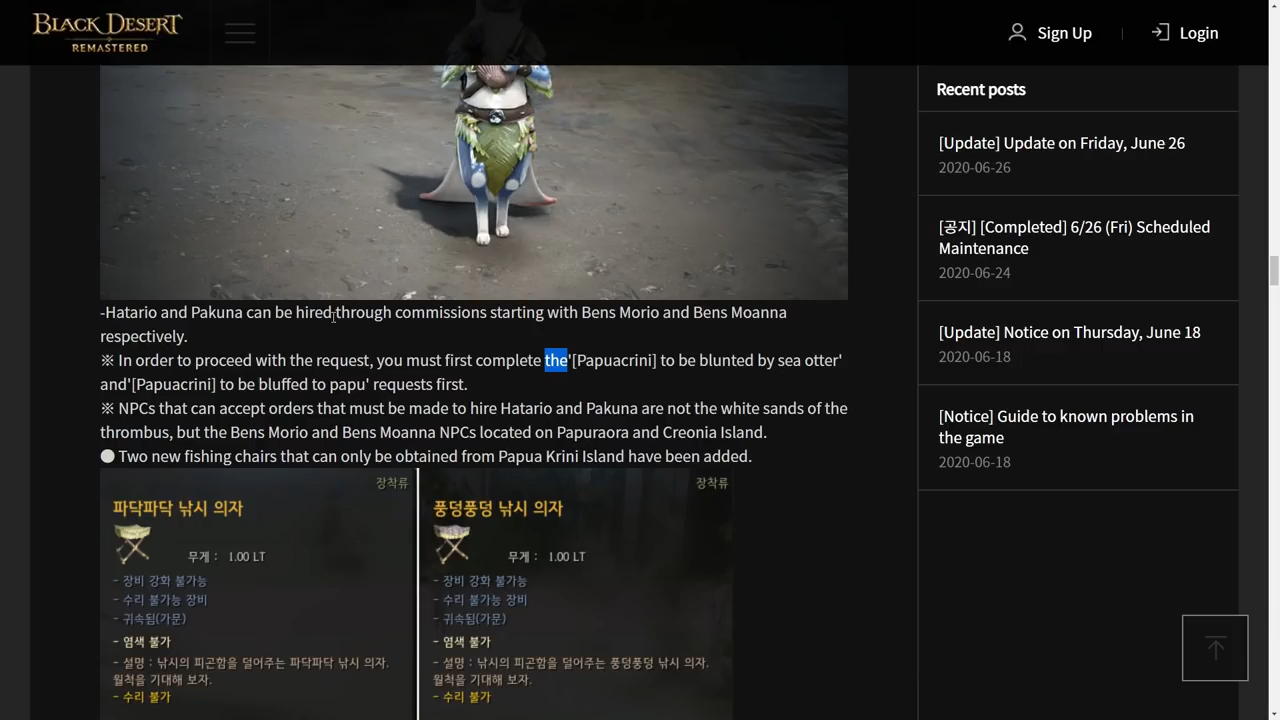 BLACK DESERT
REMASTERED
Sign Up
Login
-Hatario and Pakuna can be hired through commissions starting with Bens Morio and Bens Moanna
respectively.
※ In order to proceed with the request, you must first complete the'[Papuacrini] to be blunted by sea otter'
and'[Papuacrini] to be bluffed to papu' requests first.
※ NPCs that can accept orders that must be made to hire Hatario and Pakuna are not the white sands of the
thrombus, but the Bens Morio and Bens Moanna NPCs located on Papuraora and Creonia Island.
● Two new fishing chairs that can only be obtained from Papua Krini Island have been added.
장착류
파닥파닥 낚시 의자
무게 : 1.00 LT
- 장비 강화 불가능
- 수리 불가능 장비
- 귀속됨(가문)
- 염색 불가
- 설명 : 낚시의 피곤함을 덜어주는 파닥파닥 낚시 의자.
월척을 기대해 보자.
- 수리 불가
장착류
풍덩풍덩 낚시 의자
무게 : 1.00 LT
- 장비 강화 불가능
- 수리 불가능 장비
- 귀속됨(가문)
- 염색 불가
- 설명 : 낚시의 피곤함을 덜어주는 풍덩풍덩 낚시 의자.
월척을 기대해 보자.
- 수리 불가
Recent posts
[Update] Update on Friday, June 26
2020-06-26
[공지] [Completed] 6/26 (Fri) Scheduled
Maintenance
2020-06-24
[Update] Notice on Thursday, June 18
2020-06-18
[Notice] Guide to known problems in
the game
2020-06-18